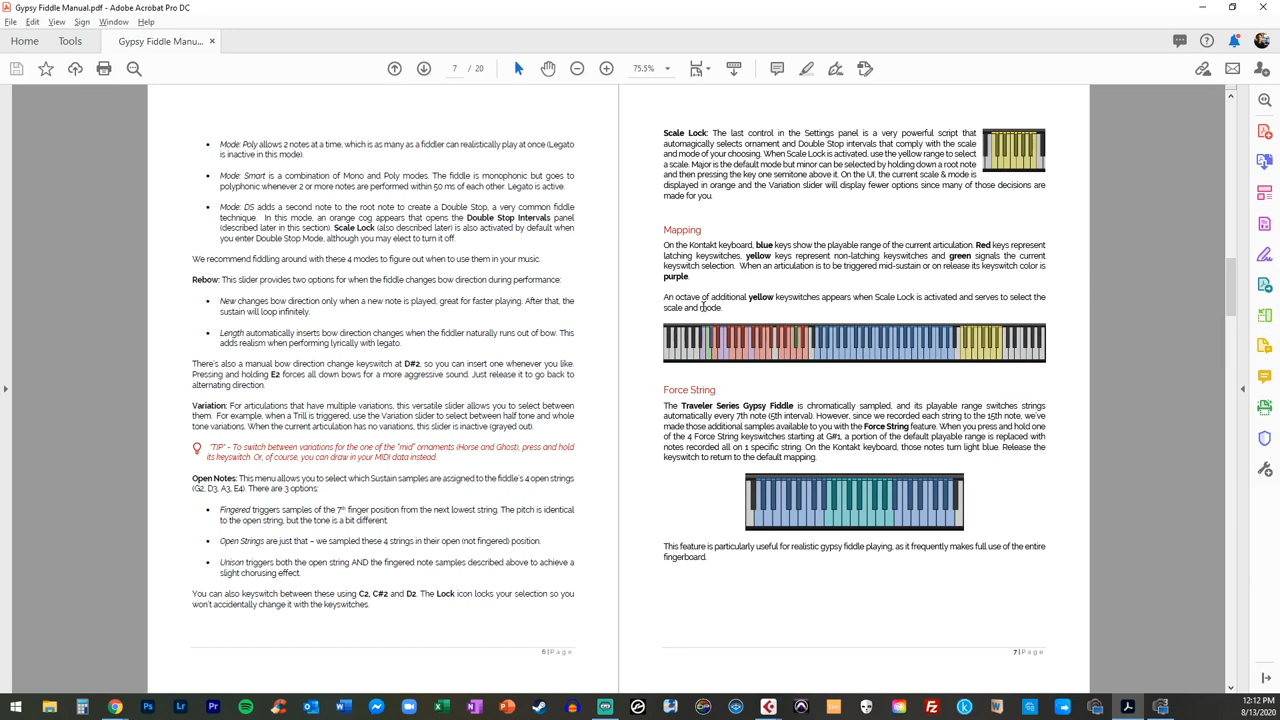 Gypsy Fiddle Manual.pdf - Adobe Acrobat Pro DC
File Edit View Sign Window Help
Home Tools Gypsy Fiddle Manu... ×
7 / 20 75.5%
• Mode: Poly allows 2 notes at a time, which is as many as a fiddler can realistically play at once (Legato
is inactive in this mode).
• Mode: Smart is a combination of Mono and Poly modes. The fiddle is monophonic but goes to
polyphonic whenever 2 or more notes are performed within 50 ms of each other. Legato is active.
• Mode: DS adds a second note to the root note to create a Double Stop, a very common fiddle
technique. In this mode, an orange cog appears that opens the Double Stop Intervals panel
(described later in this section). Scale Lock (also described later) is also activated by default when
you enter Double Stop Mode, although you may elect to turn it off.
We recommend fiddling around with these 4 modes to figure out when to use them in your music.
Rebow: This slider provides two options for when the fiddle changes bow direction during performance:
• New changes bow direction only when a new note is played, great for faster playing. After that, the
sustain will loop infinitely.
• Length automatically inserts bow direction changes when the fiddler naturally runs out of bow. This
adds realism when performing lyrically with legato.
There's also a manual bow direction change keyswitch at D#2, so you can insert one whenever you like.
Pressing and holding E2 forces all down bows for a more aggressive sound. Just release it to go back to
alternating direction.
Variation: For articulations that have multiple variations, this versatile slider allows you to select between
them. For example, when a Trill is triggered, use the Variation slider to select between half tone and whole
tone variations. When the current articulation has no variations, this slider is inactive (grayed out).
"TIP" - To switch between variations for the one of the "mid" ornaments (Horse and Ghost), press and hold
its keyswitch. Or, of course, you can draw in your MIDI data instead.
Open Notes: This menu allows you to select which Sustain samples are assigned to the fiddle's 4 open strings
(G2, D3, A3, E4). There are 3 options:
• Fingered triggers samples of the 7th finger position from the next lowest string. The pitch is identical
to the open string, but the tone is a bit different.
• Open Strings are just that – we sampled these 4 strings in their open (not fingered) position.
• Unison triggers both the open string AND the fingered note samples described above to achieve a
slight chorusing effect.
You can also keyswitch between these using C2, C#2 and D2. The Lock icon locks your selection so you
won't accidentally change it with the keyswitches.
6 | Page
Scale Lock: The last control in the Settings panel is a very powerful script that
automagically selects ornament and Double Stop intervals that comply with the scale
and mode of your choosing. When Scale Lock is activated, use the yellow range to select
a scale. Major is the default mode but minor can be selected by holding down a root note
and then pressing the key one semitone above it. On the UI, the current scale & mode is
displayed in orange and the Variation slider will display fewer options since many of those decisions are
made for you.
Mapping
On the Kontakt keyboard, blue keys show the playable range of the current articulation. Red keys represent
latching keyswitches, yellow keys represent non-latching keyswitches and green signals the current
keyswitch selection. When an articulation is to be triggered mid-sustain or on release its keyswitch color is
purple.
An octave of additional yellow keyswitches appears when Scale Lock is activated and serves to select the
scale and mode.
Force String
The Traveler Series Gypsy Fiddle is chromatically sampled, and its playable range switches strings
automatically every 7th note (5th interval). However, since we recorded each string to the 15th note, we've
made those additional samples available to you with the Force String feature. When you press and hold one
of the 4 Force String keyswitches starting at G#1, a portion of the default playable range is replaced with
notes recorded all on 1 specific string. On the Kontakt keyboard, those notes turn light blue. Release the
keyswitch to return to the default mapping.
This feature is particularly useful for realistic gypsy fiddle playing, as it frequently makes full use of the entire
fingerboard.
7 | Page
12:12 PM
8/13/2020